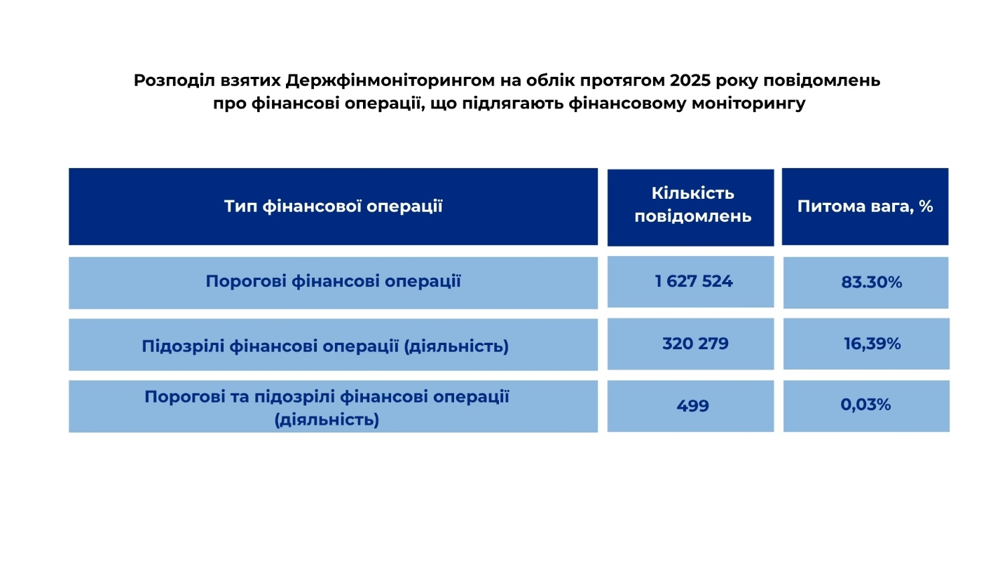 Розподіл взятих Держфінмоніторингом на облік протягом 2025 року повідомлень
про фінансові операції, що підлягають фінансовому моніторингу
Тип фінансової операції
Кількість
повідомлень
Питома вага, %
Порогові фінансові операції
1 627 524
83.30%
Підозрілі фінансові операції (діяльність)
320 279
16,39%
Порогові та підозрілі фінансові операції
(діяльність)
499
0,03%